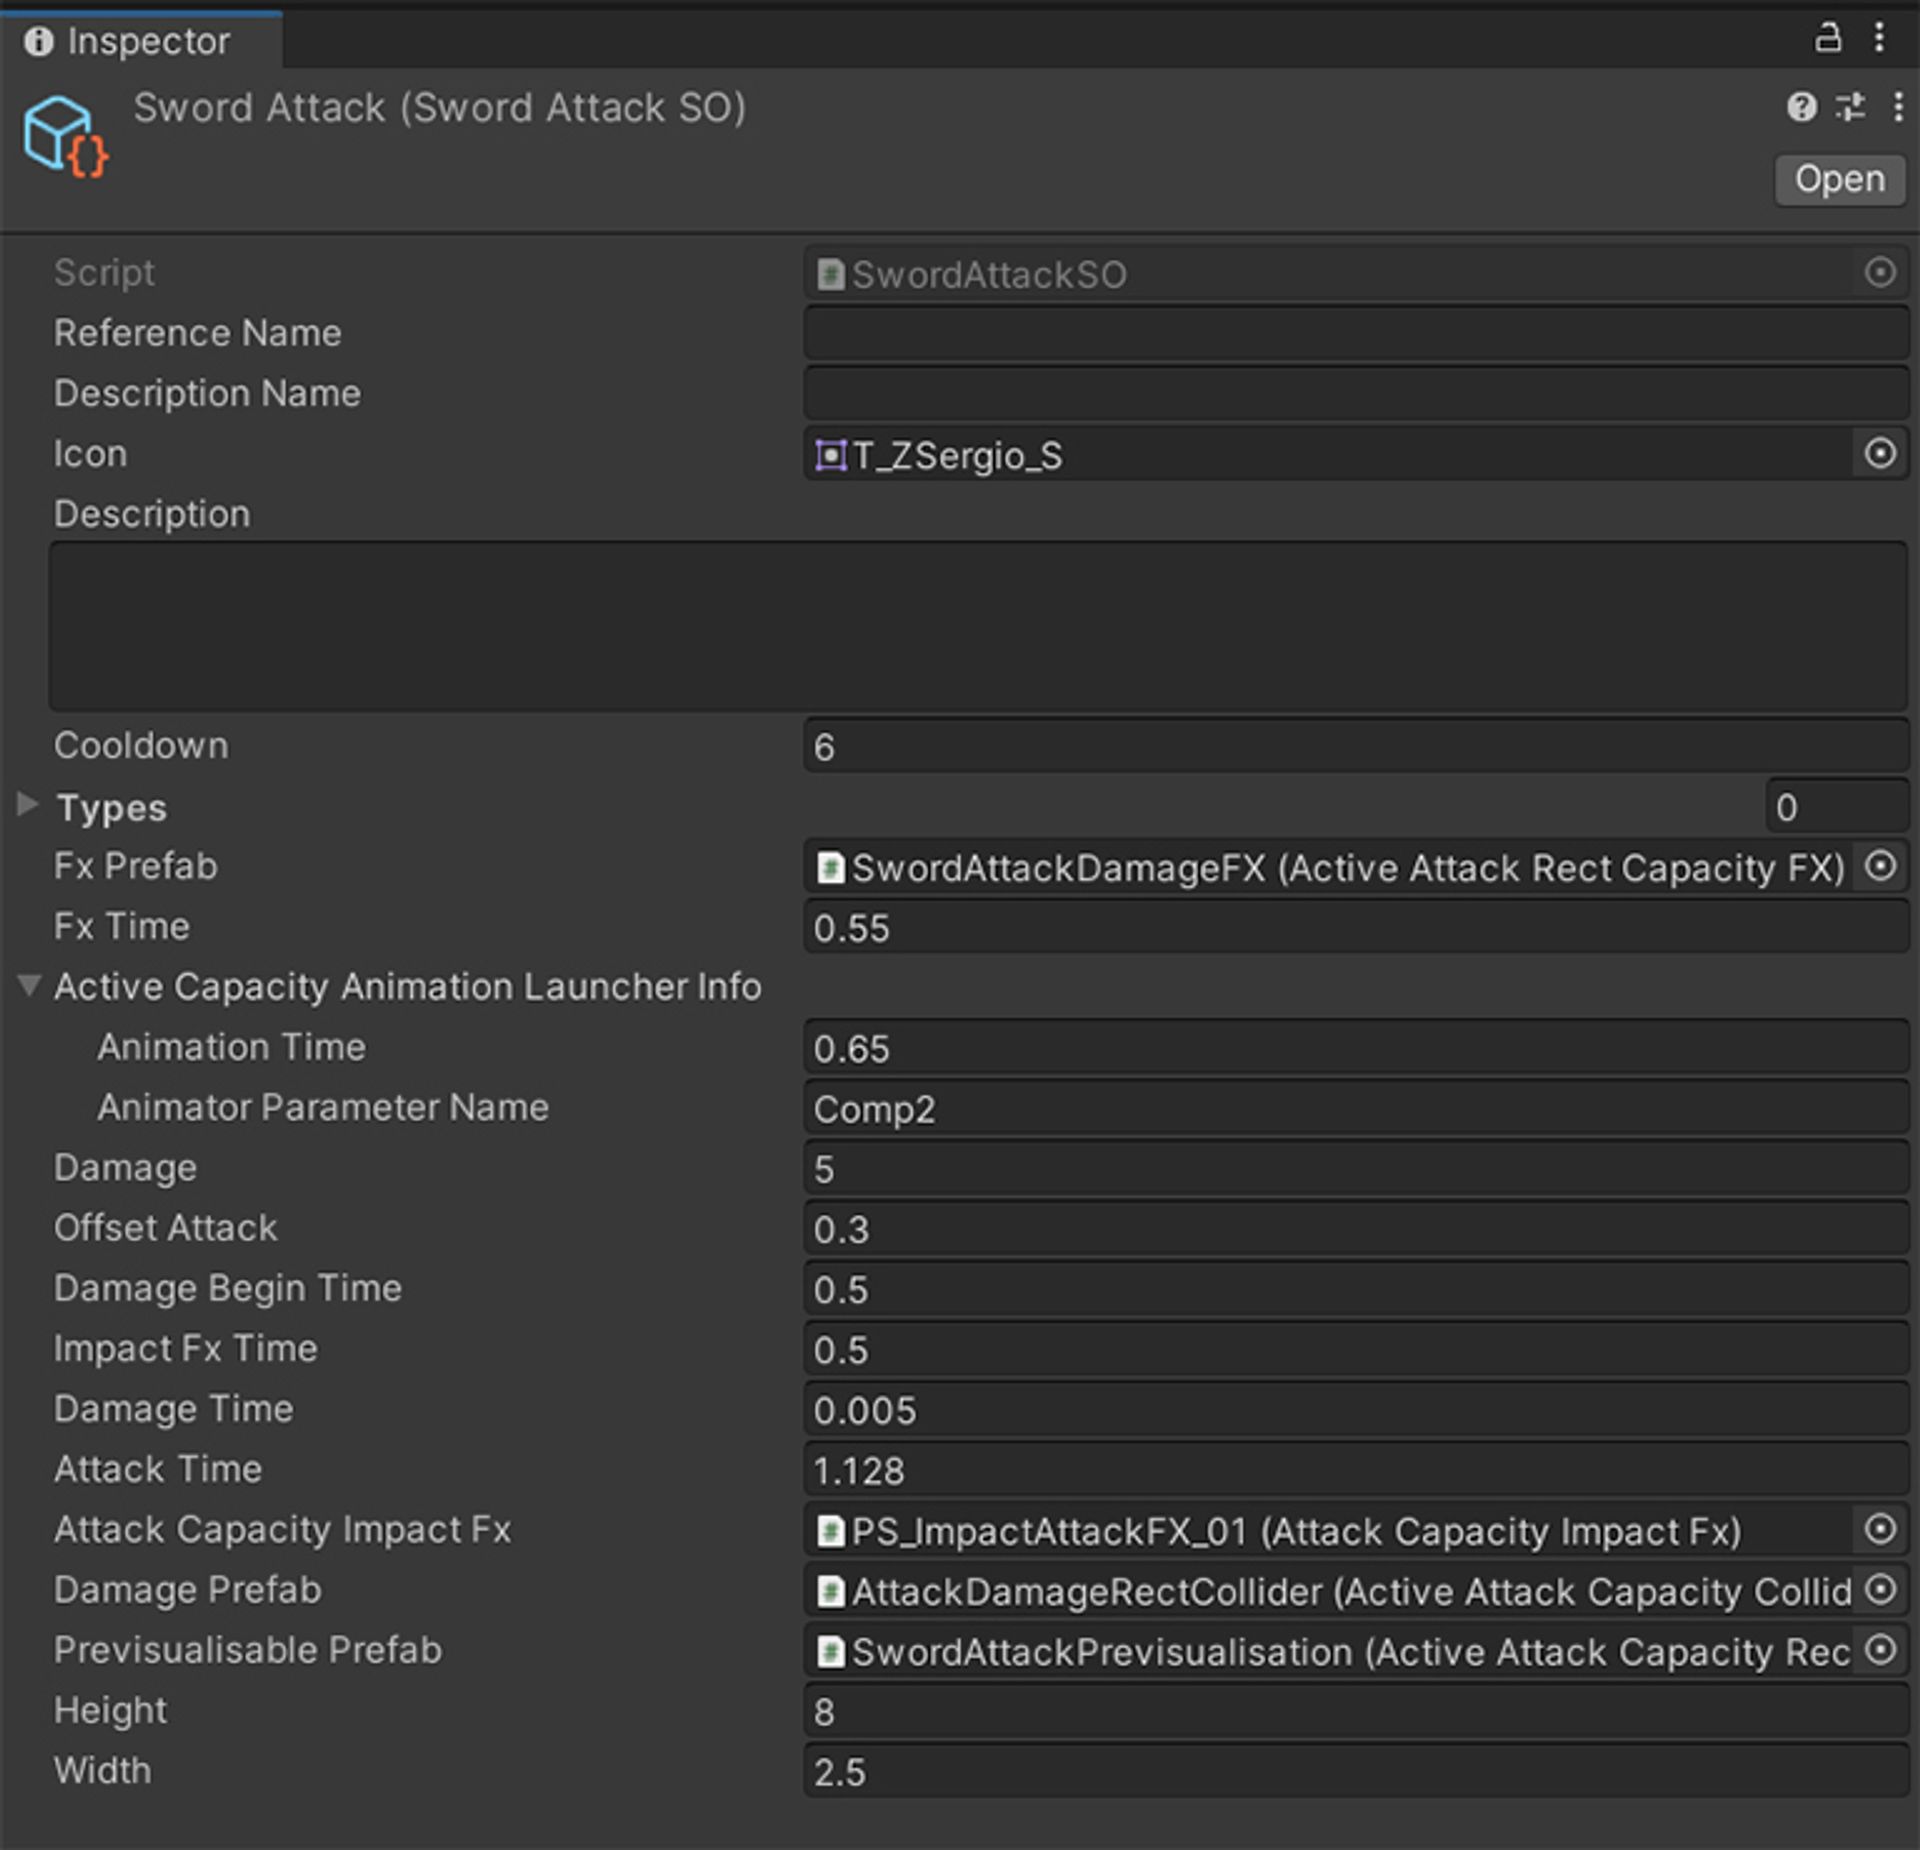 Inspector
Sword Attack (Sword Attack SO)
Open
Script SwordAttackSO
Reference Name
Description Name
Icon T_ZSergio_S
Description
Cooldown 6
Types 0
Fx Prefab SwordAttackDamageFX (Active Attack Rect Capacity FX)
Fx Time 0.55
Active Capacity Animation Launcher Info
Animation Time 0.65
Animator Parameter Name Comp2
Damage 5
Offset Attack 0.3
Damage Begin Time 0.5
Impact Fx Time 0.5
Damage Time 0.005
Attack Time 1.128
Attack Capacity Impact Fx PS_ImpactAttackFX_01 (Attack Capacity Impact Fx)
Damage Prefab AttackDamageRectCollider (Active Attack Capacity Collid
Previsualisable Prefab SwordAttackPrevisualisation (Active Attack Capacity Rec
Height 8
Width 2.5